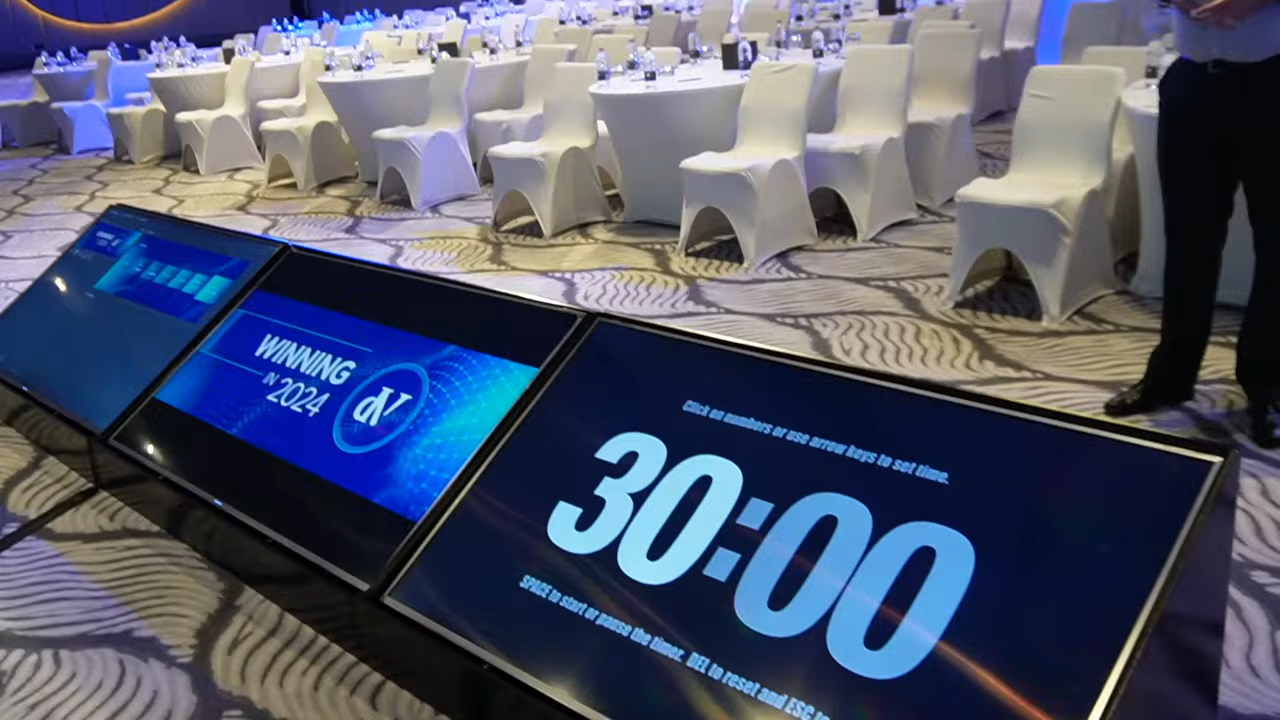 WINNING
IN 2024
Click on numbers or use arrow keys to set time.
30:00
SPACE to start or pause the timer. DEL to reset and ESC to